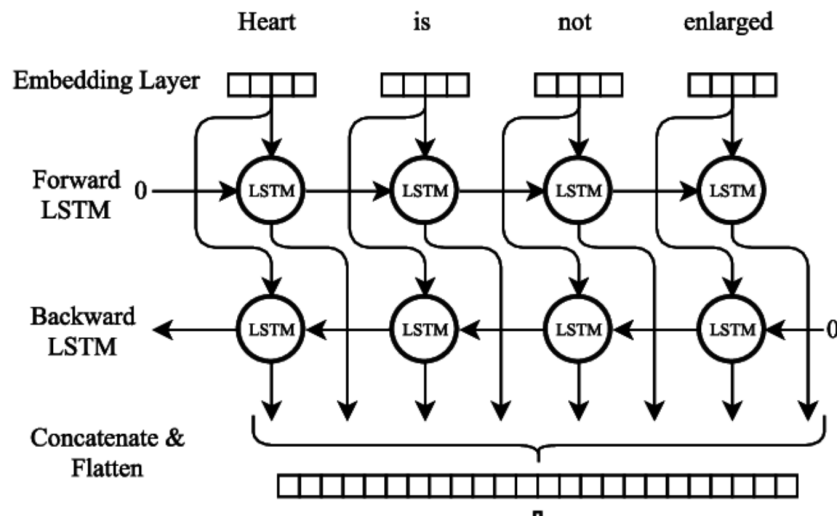 Heart is not enlarged
Embedding Layer
Forward
LSTM
0
LSTM LSTM LSTM LSTM
Backward
LSTM
LSTM LSTM LSTM LSTM
0
Concatenate &
Flatten